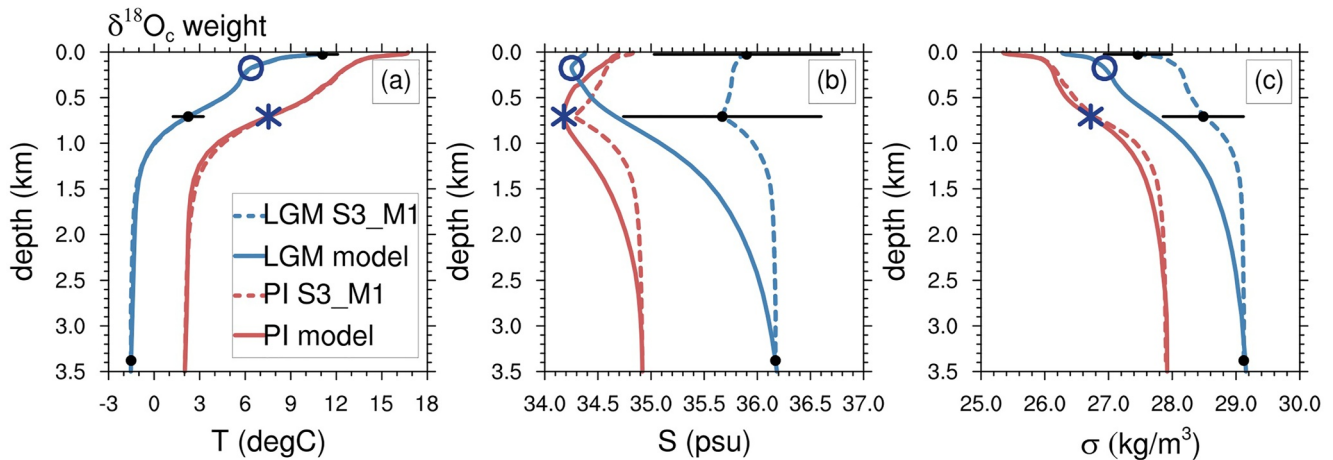 δ¹⁸Oc weight
0.0
0.5
1.0
1.5
2.0
2.5
3.0
3.5
depth (km)
(a)
LGM S3_M1
LGM model
PI S3_M1
PI model
-3 0 3 6 9 12 15 18
T (degC)
0.0
0.5
1.0
1.5
2.0
2.5
3.0
3.5
depth (km)
(b)
34.0 34.5 35.0 35.5 36.0 36.5 37.0
S (psu)
0.0
0.5
1.0
1.5
2.0
2.5
3.0
3.5
depth (km)
(c)
25.0 26.0 27.0 28.0 29.0 30.0
σ (kg/m³)